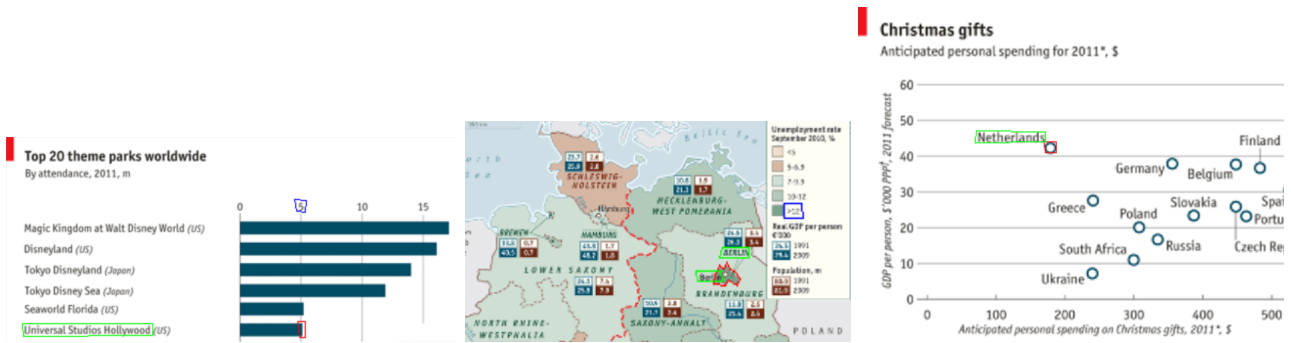 Top 20 theme parks worldwide
By attendance, 2011, m
0 5 10 15
Magic Kingdom at Walt Disney World (US)
Disneyland (US)
Tokyo Disneyland (Japan)
Tokyo Disney Sea (Japan)
Seaworld Florida (US)
Universal Studios Hollywood (US)
Baltic Sea
Unemployment rate
September 2010, %
<5
5-6.9
7-9.9
10-12
>12
Real GDP per person
€'000
1991
2009
Population, m
1991
2009
SCHLESWIG-
HOLSTEIN
MECKLENBURG-
WEST POMERANIA
Hamburg
BREMEN
HAMBURG
LOWER SAXONY
BERLIN
Berlin
BRANDENBURG
SAXONY-ANHALT
NORTH RHINE-
WESTPHALIA
POLAND
Christmas gifts
Anticipated personal spending for 2011*, $
GDP per person, $'000 PPP†, 2011 forecast
60
50
40
30
20
10
0
Netherlands
Finland
Germany
Belgium
Greece
Slovakia
Spai
Poland
Portu
South Africa
Russia
Czech Re
Ukraine
0 100 200 300 400 500
Anticipated personal spending on Christmas gifts, 2011*, $